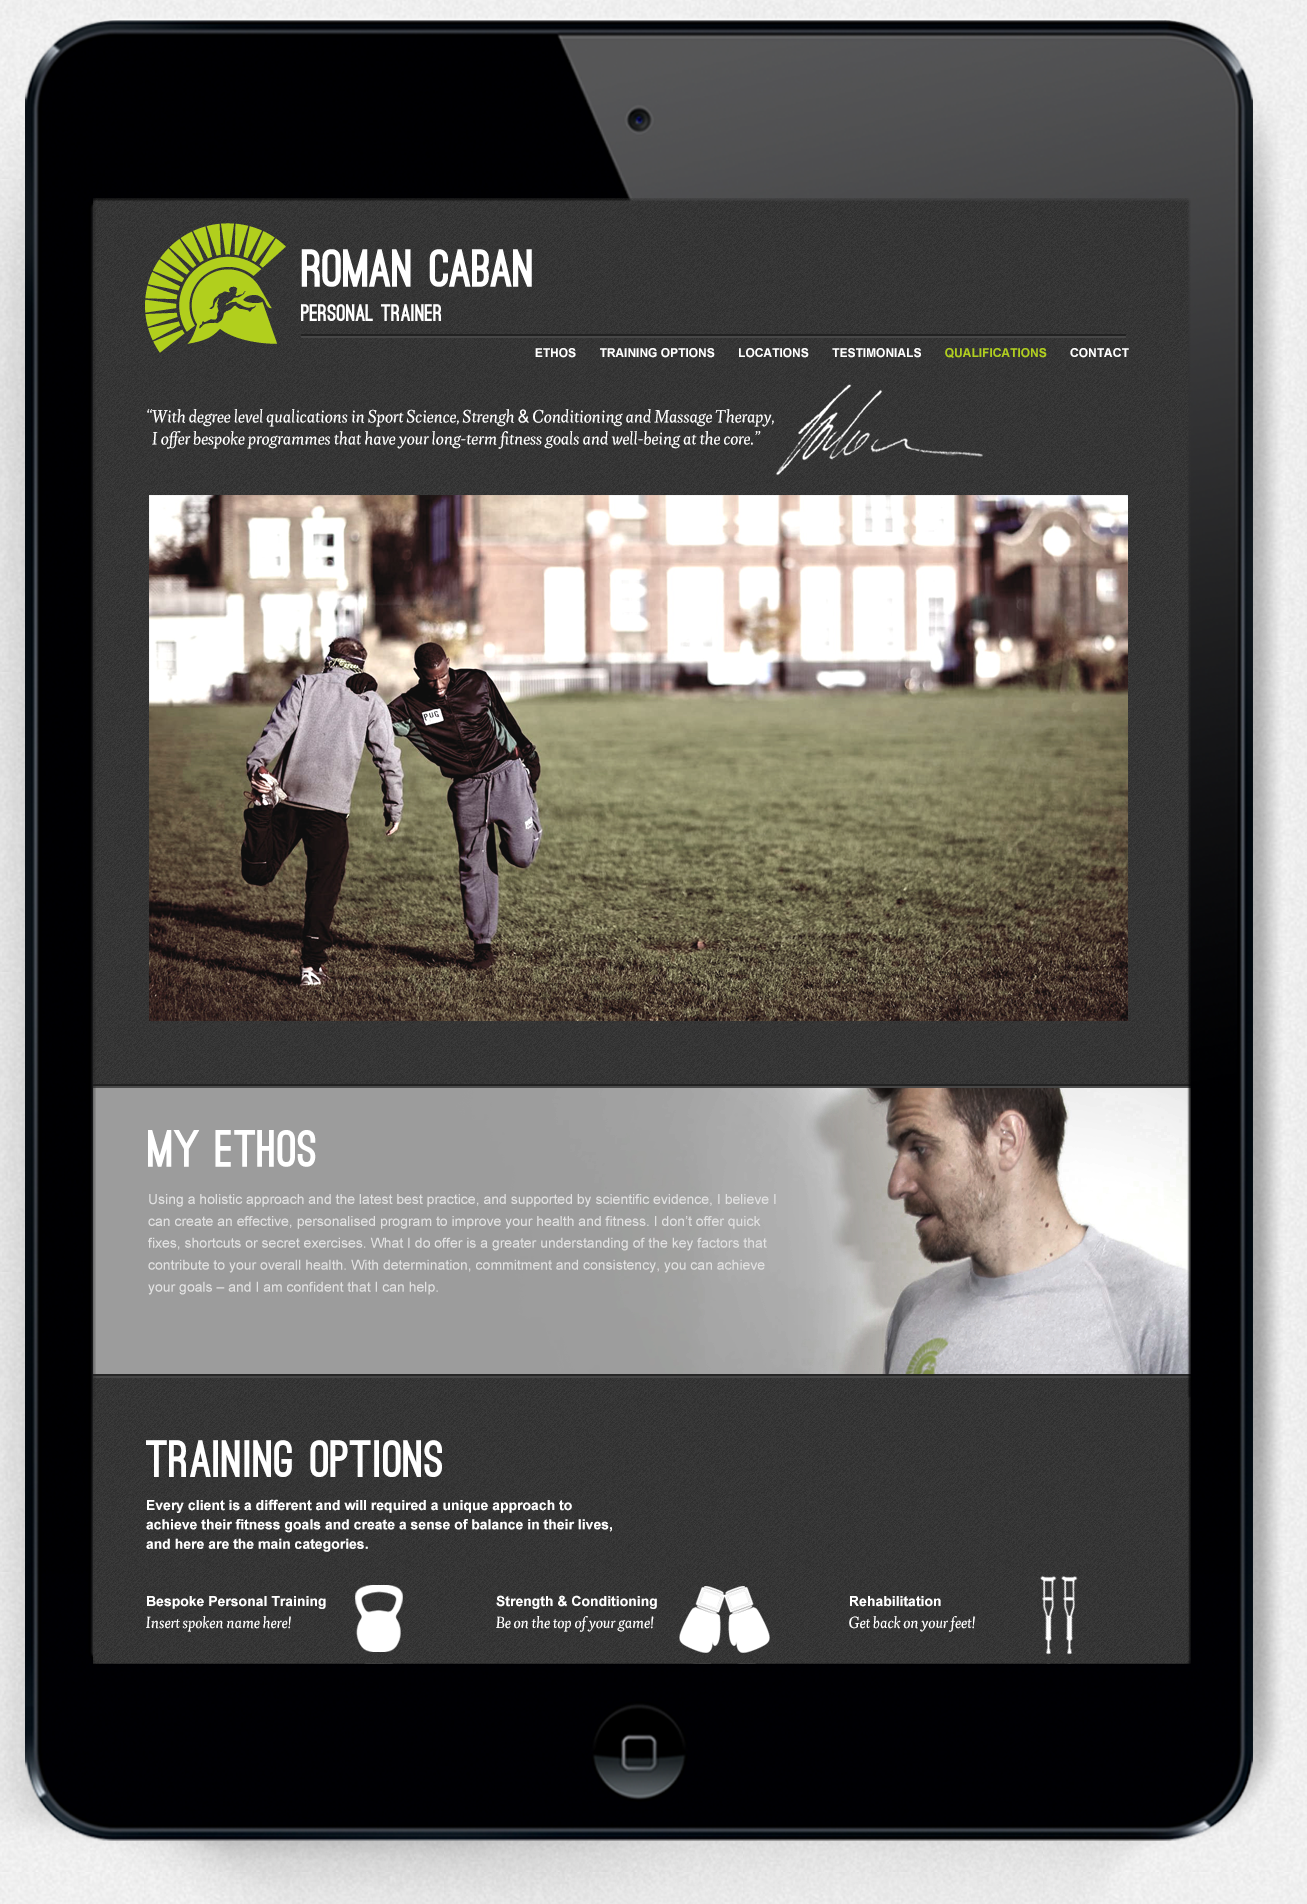 ROMAN CABAN
PERSONAL TRAINER
ETHOS TRAINING OPTIONS LOCATIONS TESTIMONIALS QUALIFICATIONS CONTACT
“With degree level qualications in Sport Science, Strengh & Conditioning and Massage Therapy,
I offer bespoke programmes that have your long-term fitness goals and well-being at the core.”
PUG
MY ETHOS
Using a holistic approach and the latest best practice, and supported by scientific evidence, I believe I
can create an effective, personalised program to improve your health and fitness. I don't offer quick
fixes, shortcuts or secret exercises. What I do offer is a greater understanding of the key factors that
contribute to your overall health. With determination, commitment and consistency, you can achieve
your goals – and I am confident that I can help.
TRAINING OPTIONS
Every client is a different and will required a unique approach to
achieve their fitness goals and create a sense of balance in their lives,
and here are the main categories.
Bespoke Personal Training
Insert spoken name here!
Strength & Conditioning
Be on the top of your game!
Rehabilitation
Get back on your feet!